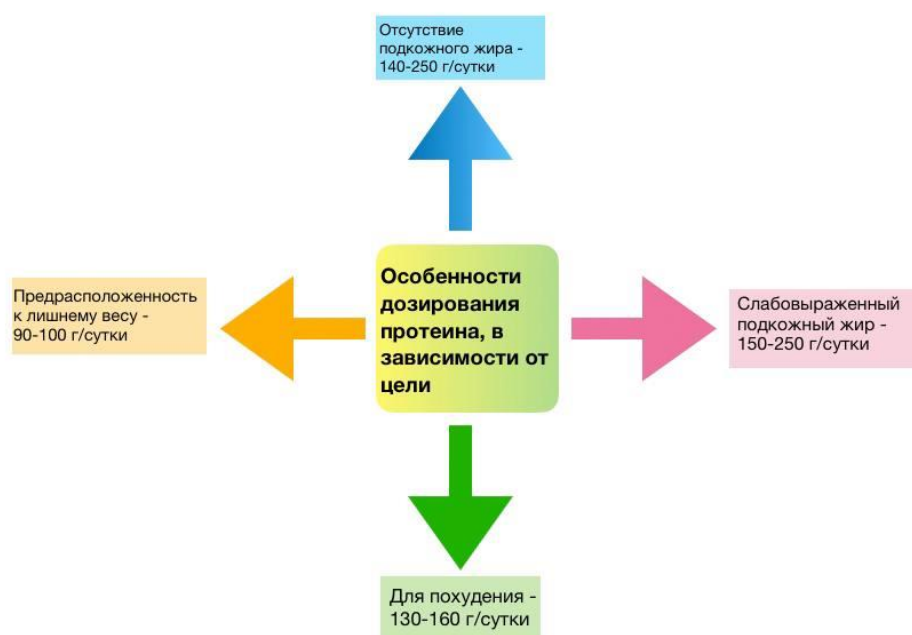 Отсутствие
подкожного жира -
140-250 г/сутки
Предрасположенность
к лишнему весу -
90-100 г/сутки
Особенности
дозирования
протеина, в
зависимости от
цели
Слабовыраженный
подкожный жир -
150-250 г/сутки
Для похудения -
130-160 г/сутки